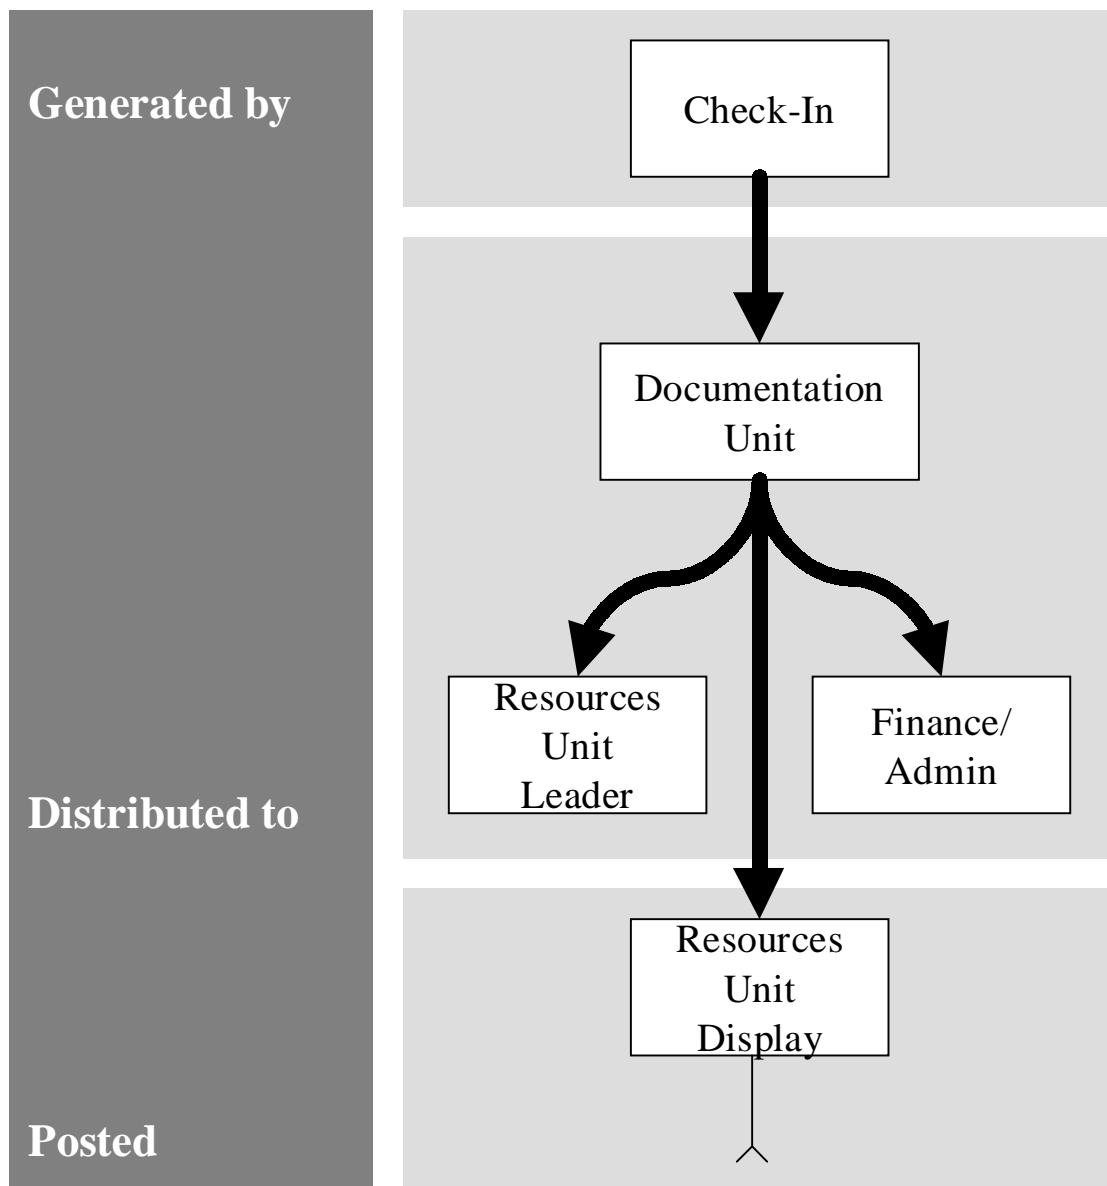 Generated by
Check-In
Documentation
Unit
Resources
Unit
Leader
Finance/
Admin
Distributed to
Resources
Unit
Display
Posted